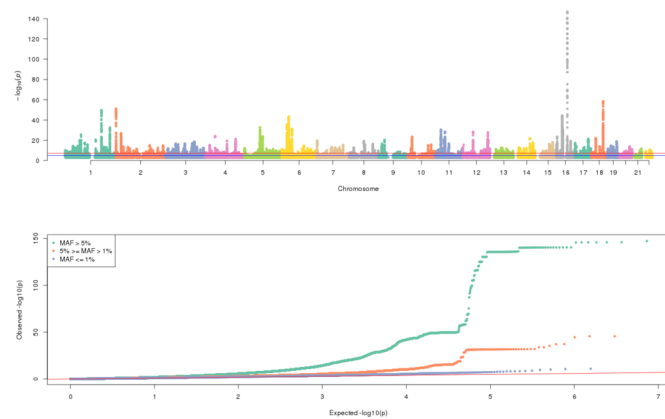 140
120
100
80
60
40
20
0
−log10(p)
1 2 3 4 5 6 7 8 9 10 11 12 13 14 15 16 17 18 19 21
Chromosome
MAF > 5%
5% >= MAF > 1%
MAF <= 1%
150
100
50
0
Observed -log10(p)
0 1 2 3 4 5 6 7
Expected -log10(p)